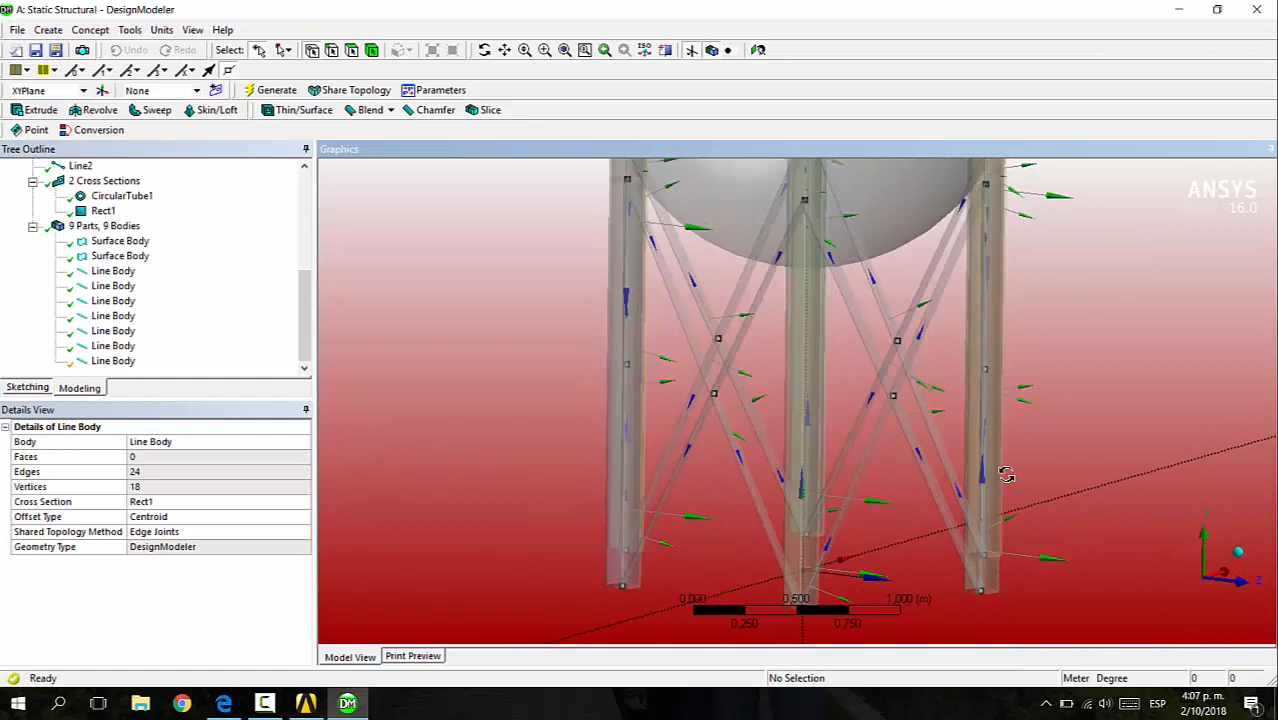 A: Static Structural - DesignModeler
File Create Concept Tools Units View Help
Undo Redo Select:
XYPlane None Generate Share Topology Parameters
Extrude Revolve Sweep Skin/Loft Thin/Surface Blend Chamfer Slice
Point Conversion
Tree Outline
Line2
2 Cross Sections
CircularTube1
Rect1
9 Parts, 9 Bodies
Surface Body
Surface Body
Line Body
Line Body
Line Body
Line Body
Line Body
Line Body
Line Body
Sketching Modeling
Details View
Details of Line Body
Body Line Body
Faces 0
Edges 24
Vertices 18
Cross Section Rect1
Offset Type Centroid
Shared Topology Method Edge Joints
Geometry Type DesignModeler
Graphics
ANSYS
16.0
0.000 0.500 1.000 (m)
0.250 0.750
Y
Z
Model View Print Preview
Ready No Selection Meter Degree 0 0
DM ESP 4:07 p. m.
2/10/2018